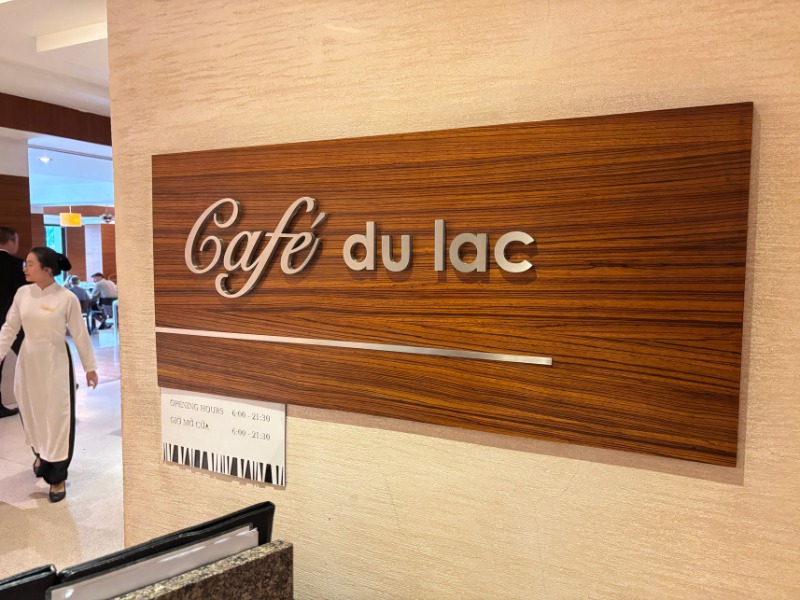 Café du lac
OPENING HOURS 6:00 - 21:30
GIỜ MỞ CỬA 6:00 - 21:30